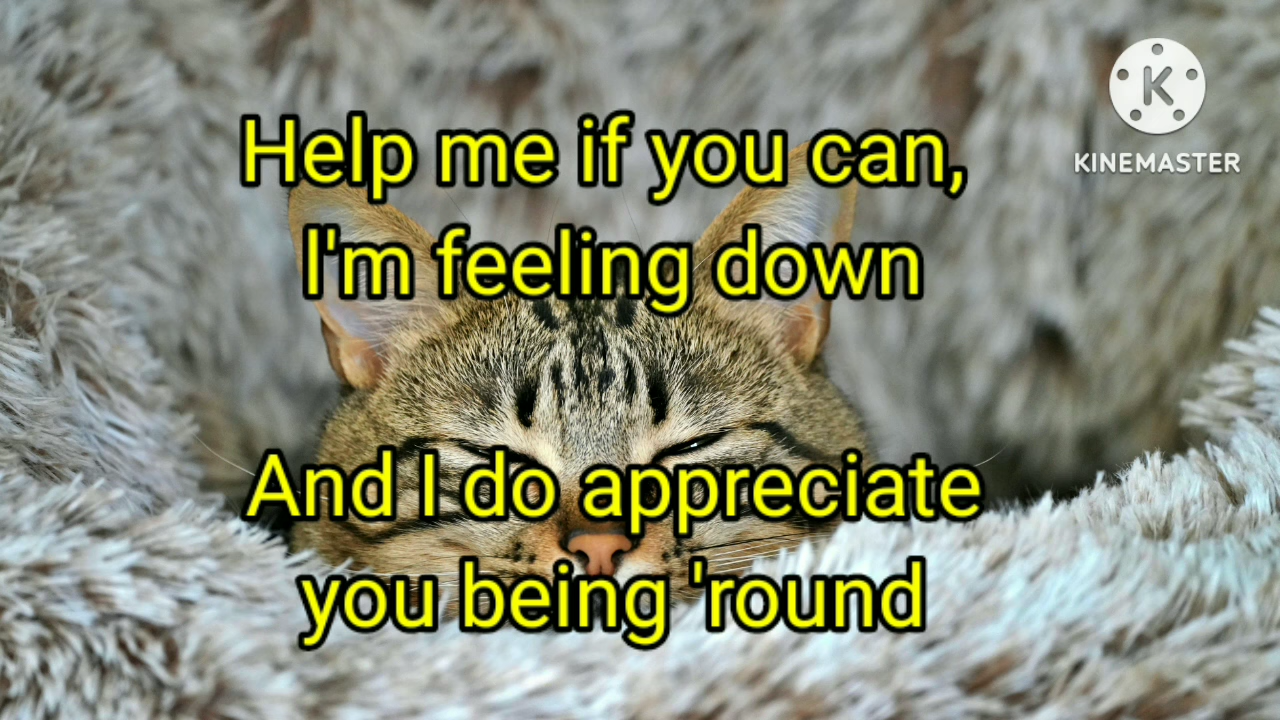 K
KINEMASTER
Help me if you can,
I'm feeling down
And I do appreciate
you being 'round